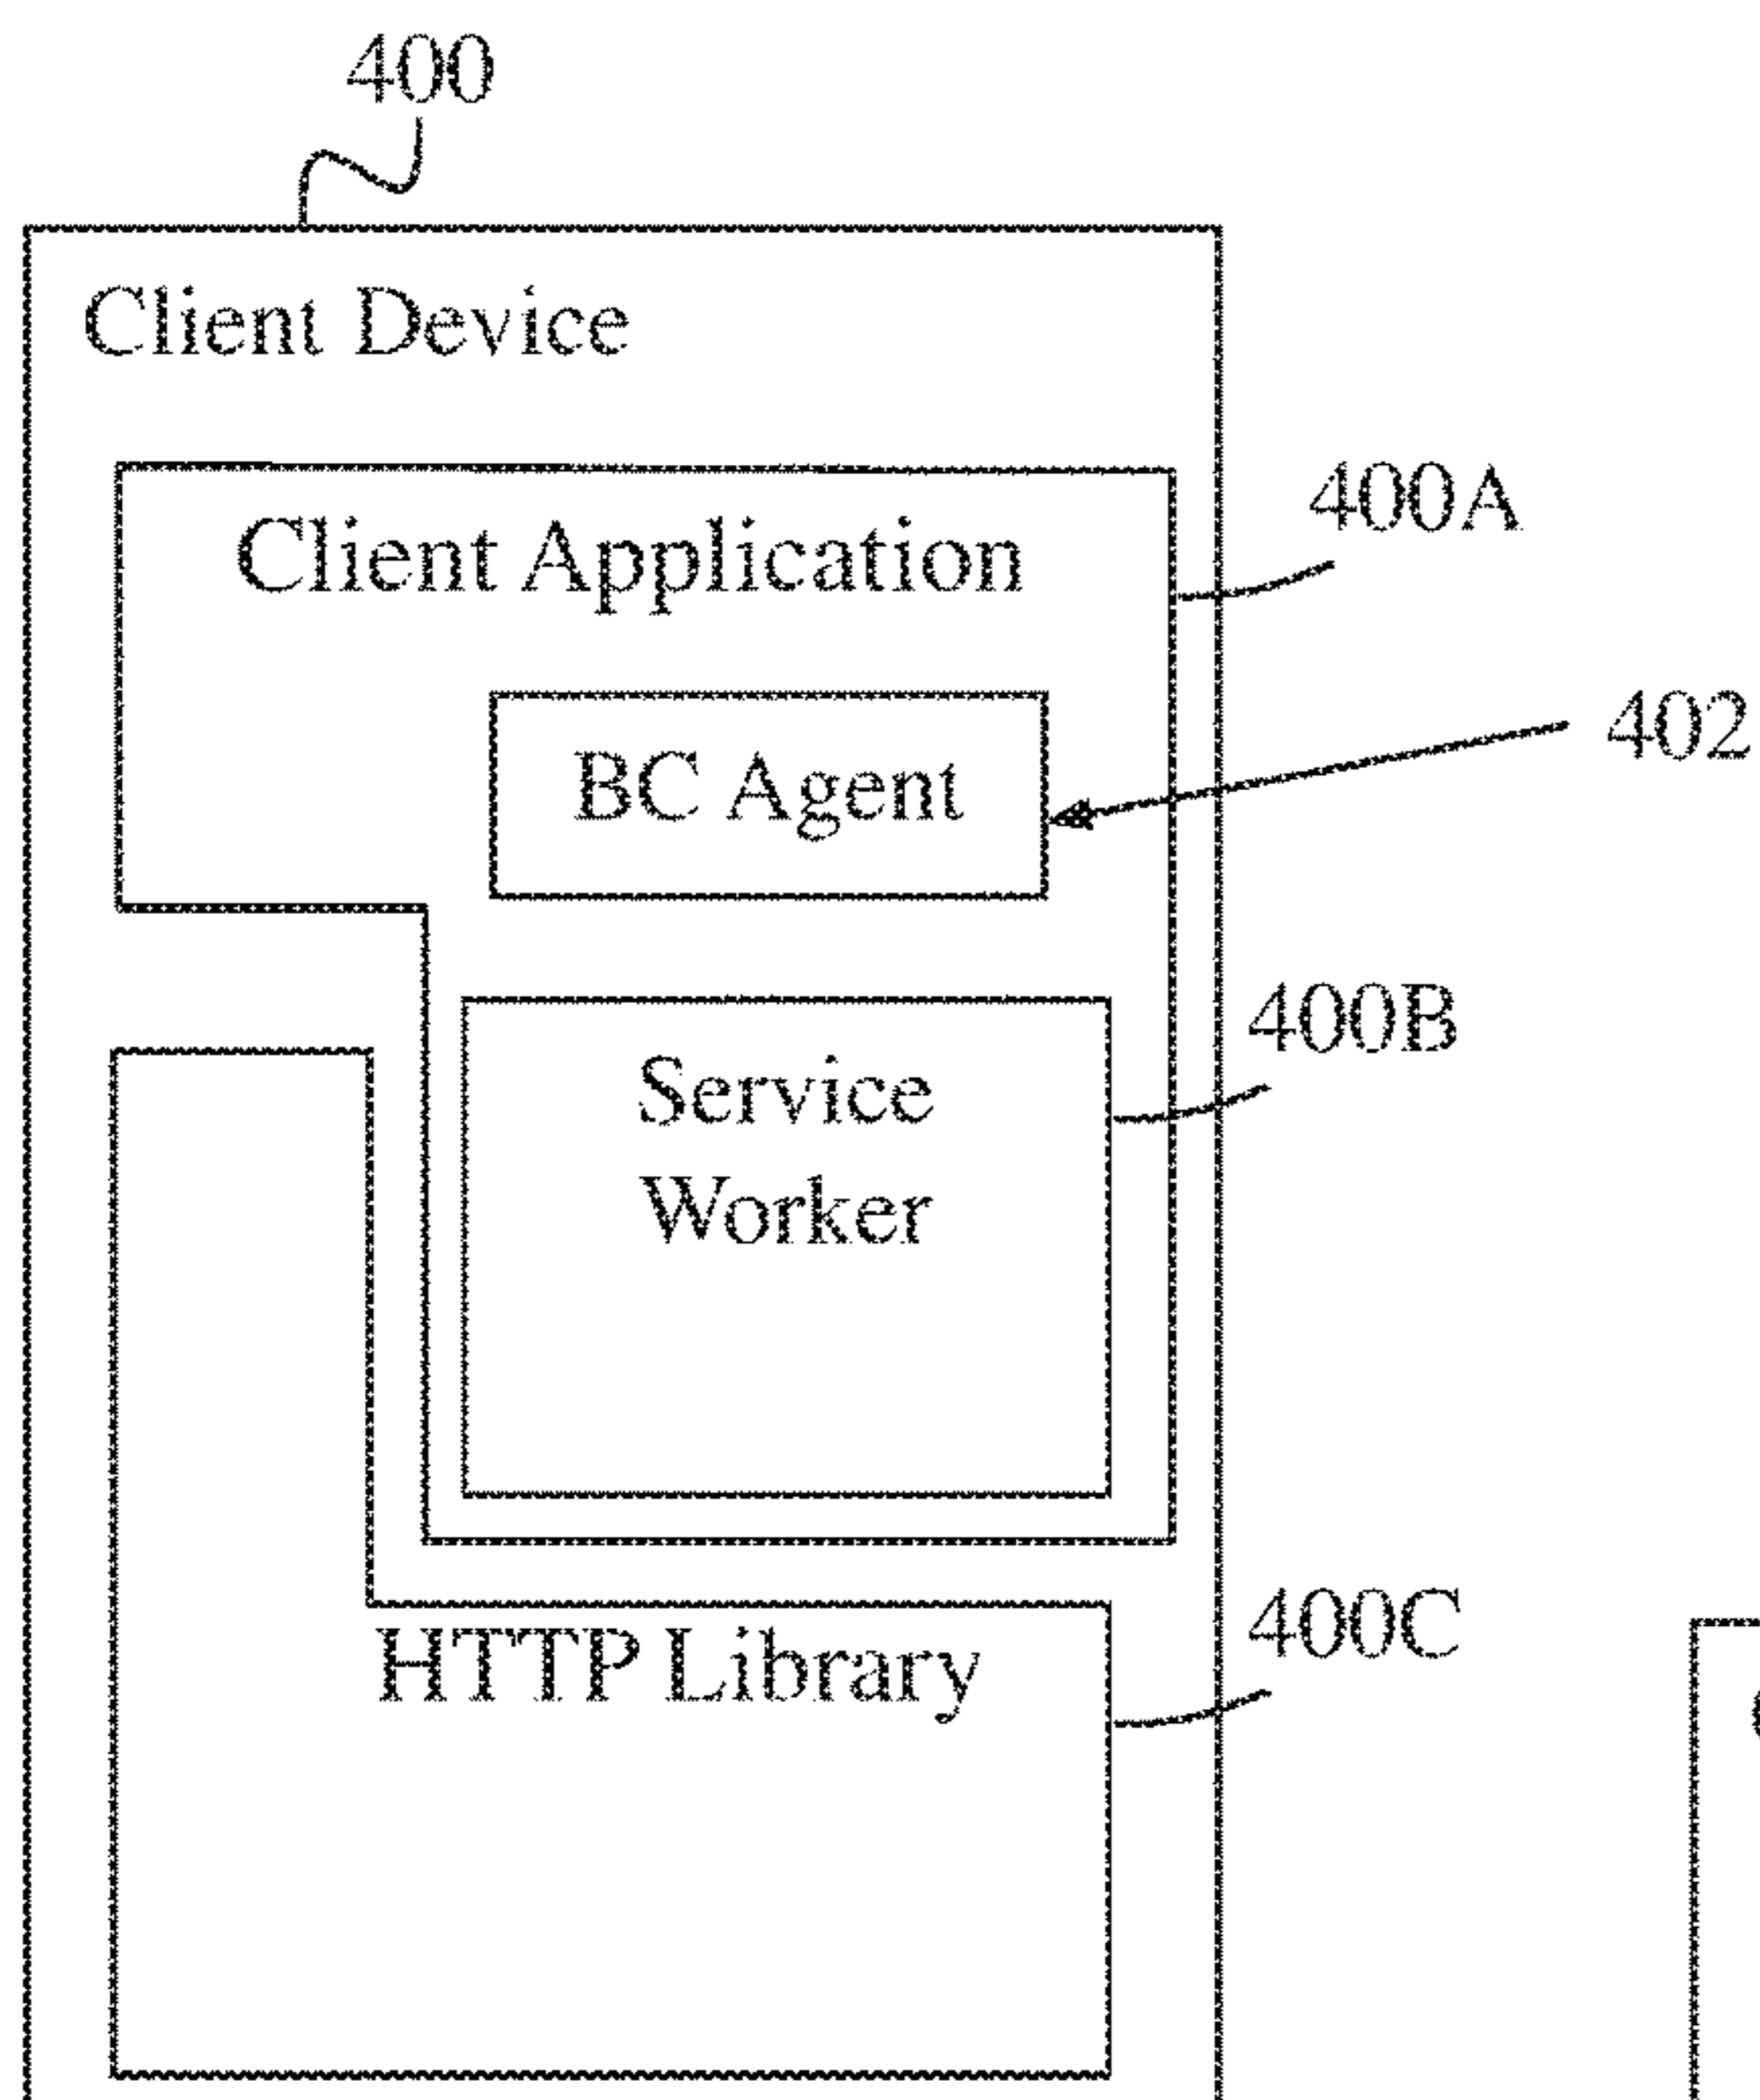 400
Client Device
Client Application
400A
BC Agent
402
400B
Service
Worker
400C
HTTP Library